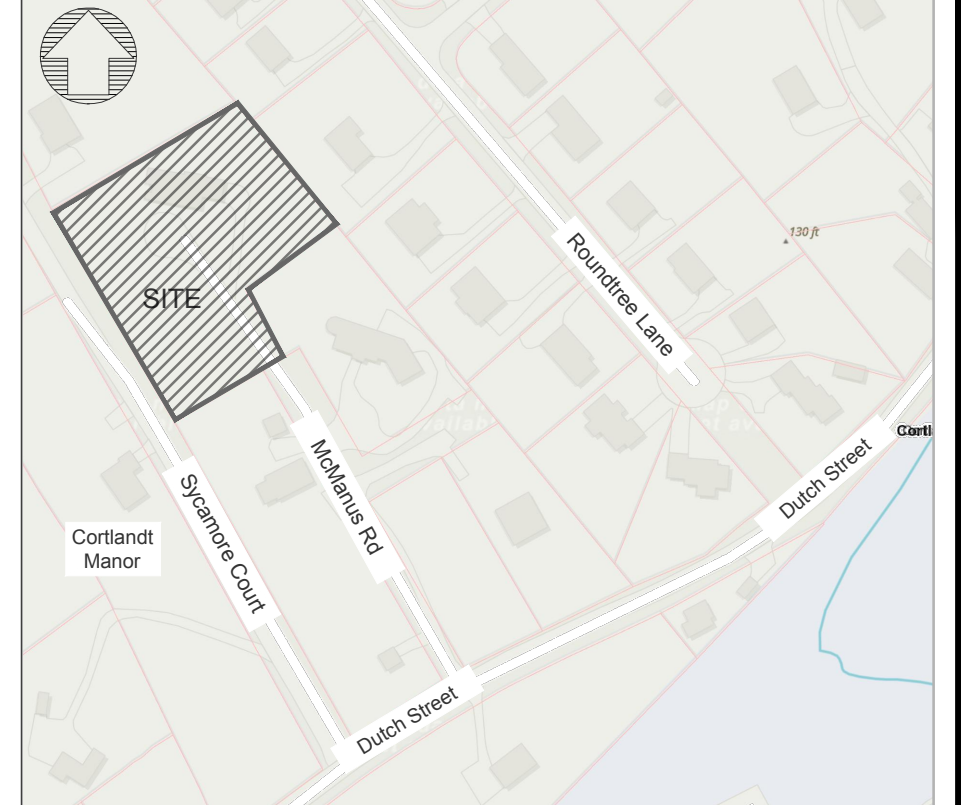 130 ft
Roundtree Lane
SITE
Cortl
Dutch Street
McManus Rd
Sycamore Court
Cortlandt
Manor
Dutch Street